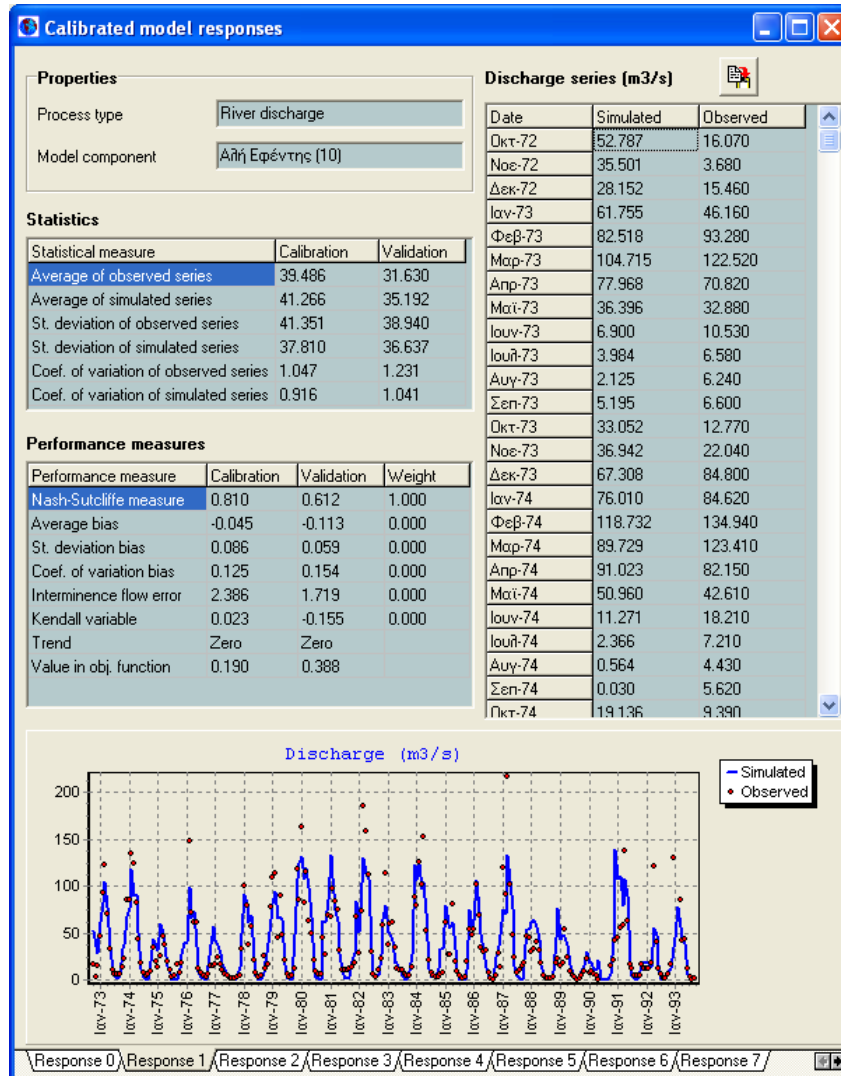 Calibrated model responses
Properties
Process type River discharge
Model component Αλή Εφέντης (10)
Statistics
Statistical measure Calibration Validation
Average of observed series 39.486 31.630
Average of simulated series 41.266 35.192
St. deviation of observed series 41.351 38.940
St. deviation of simulated series 37.810 36.637
Coef. of variation of observed series 1.047 1.231
Coef. of variation of simulated series 0.916 1.041
Performance measures
Performance measure Calibration Validation Weight
Nash-Sutcliffe measure 0.810 0.612 1.000
Average bias -0.045 -0.113 0.000
St. deviation bias 0.086 0.059 0.000
Coef. of variation bias 0.125 0.154 0.000
Interminence flow error 2.386 1.719 0.000
Kendall variable 0.023 -0.155 0.000
Trend Zero Zero
Value in obj. function 0.190 0.388
Discharge series (m3/s)
Date Simulated Observed
Οκτ-72 52.787 16.070
Νοε-72 35.501 3.680
Δεκ-72 28.152 15.460
Ιαν-73 61.755 46.160
Φεβ-73 82.518 93.280
Μαρ-73 104.715 122.520
Απρ-73 77.968 70.820
Μαϊ-73 36.396 32.880
Ιουν-73 6.900 10.530
Ιουλ-73 3.984 6.580
Αυγ-73 2.125 6.240
Σεπ-73 5.195 6.600
Οκτ-73 33.052 12.770
Νοε-73 36.942 22.040
Δεκ-73 67.308 84.800
Ιαν-74 76.010 84.620
Φεβ-74 118.732 134.940
Μαρ-74 89.729 123.410
Απρ-74 91.023 82.150
Μαϊ-74 50.960 42.610
Ιουν-74 11.271 18.210
Ιουλ-74 2.366 7.210
Αυγ-74 0.564 4.430
Σεπ-74 0.030 5.620
Οκτ-74 19.136 9.390
Discharge (m3/s)
Simulated
Observed
200
150
100
50
0
Ιαν-73 Ιαν-74 Ιαν-75 Ιαν-76 Ιαν-77 Ιαν-78 Ιαν-79 Ιαν-80 Ιαν-81 Ιαν-82 Ιαν-83 Ιαν-84 Ιαν-85 Ιαν-86 Ιαν-87 Ιαν-88 Ιαν-89 Ιαν-90 Ιαν-91 Ιαν-92 Ιαν-93
Response 0 Response 1 Response 2 Response 3 Response 4 Response 5 Response 6 Response 7